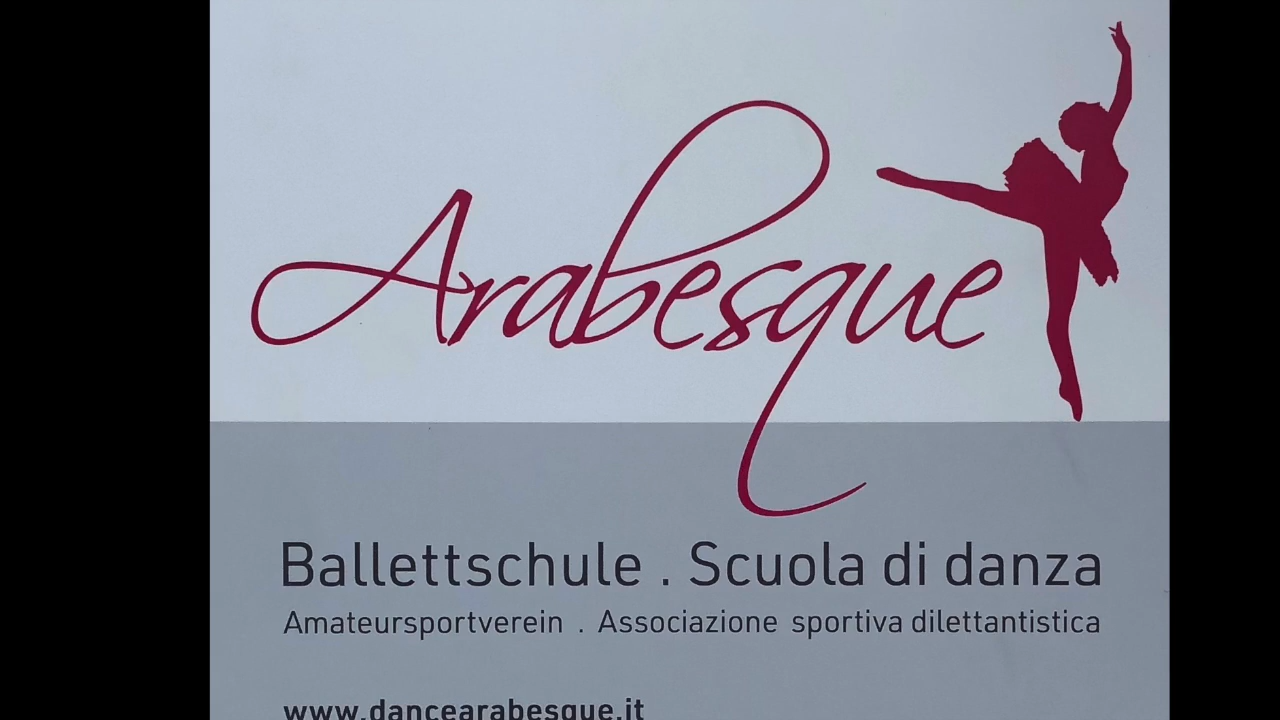 Arabesque
Ballettschule . Scuola di danza
Amateursportverein . Associazione sportiva dilettantistica
www.dancearabesque.it